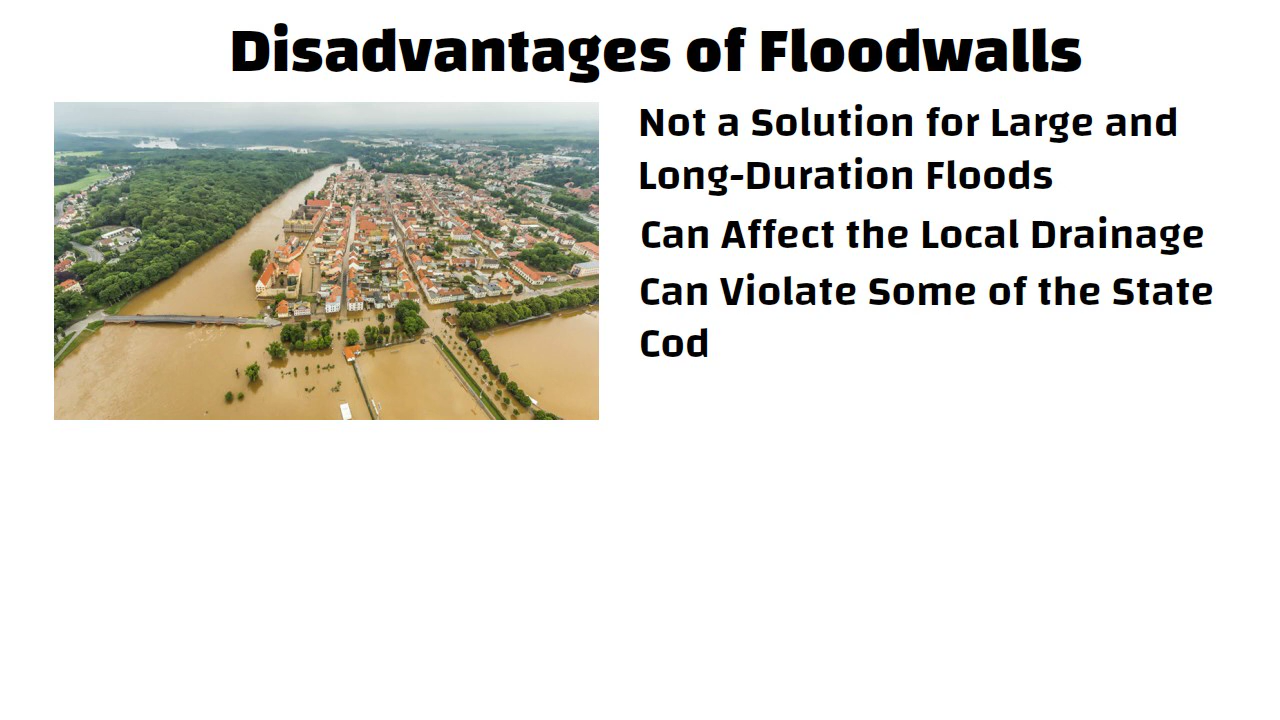 Disadvantages of Floodwalls
Not a Solution for Large and
Long-Duration Floods
Can Affect the Local Drainage
Can Violate Some of the State
Cod